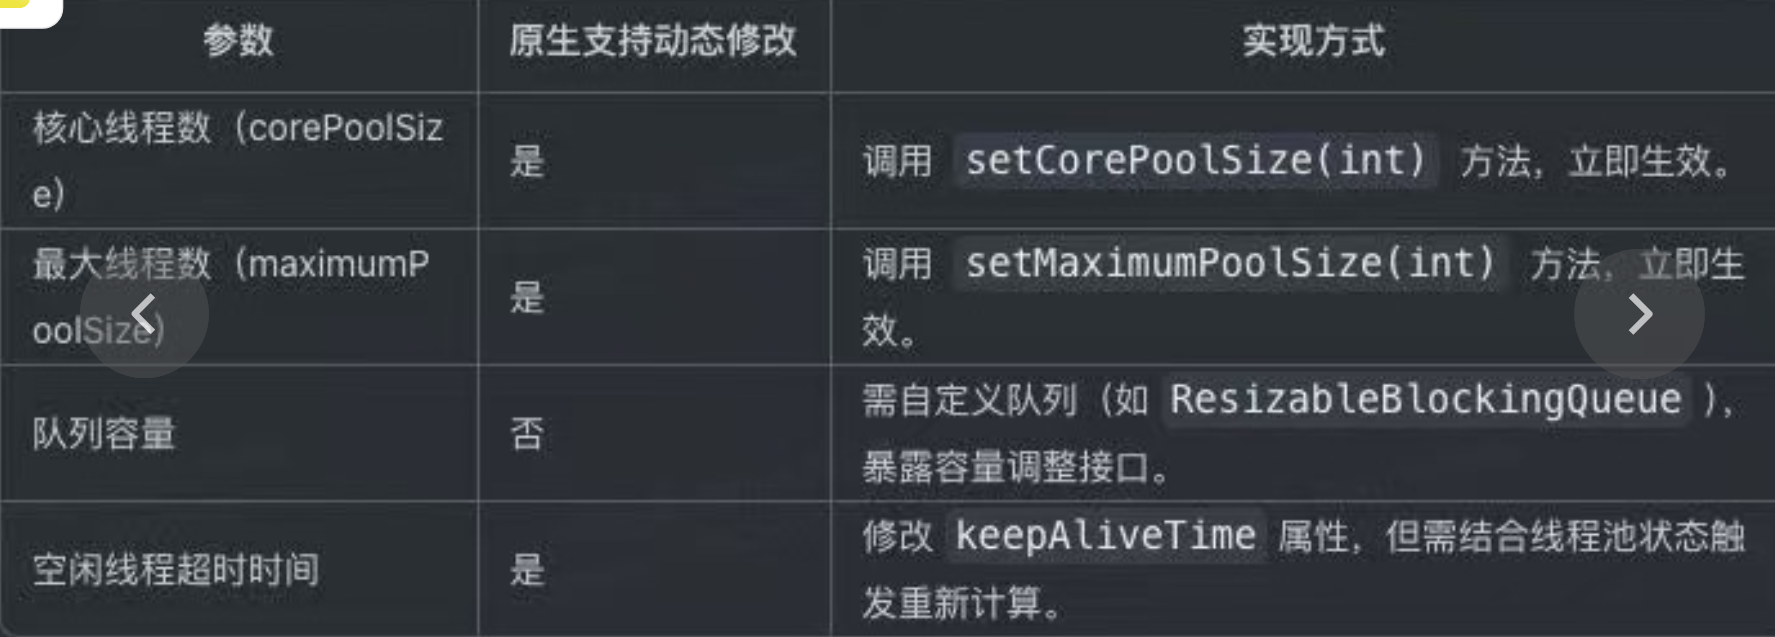 参数 原生支持动态修改 实现方式
核心线程数（corePoolSiz
e）
是
调用 setCorePoolSize(int) 方法，立即生效。
最大线程数（maximumP
oolSize）
是
调用 setMaximumPoolSize(int) 方法，立即生
效。
队列容量
否
需自定义队列（如 ResizableBlockingQueue ），
暴露容量调整接口。
空闲线程超时时间
是
修改 keepAliveTime 属性，但需结合线程池状态触
发重新计算。